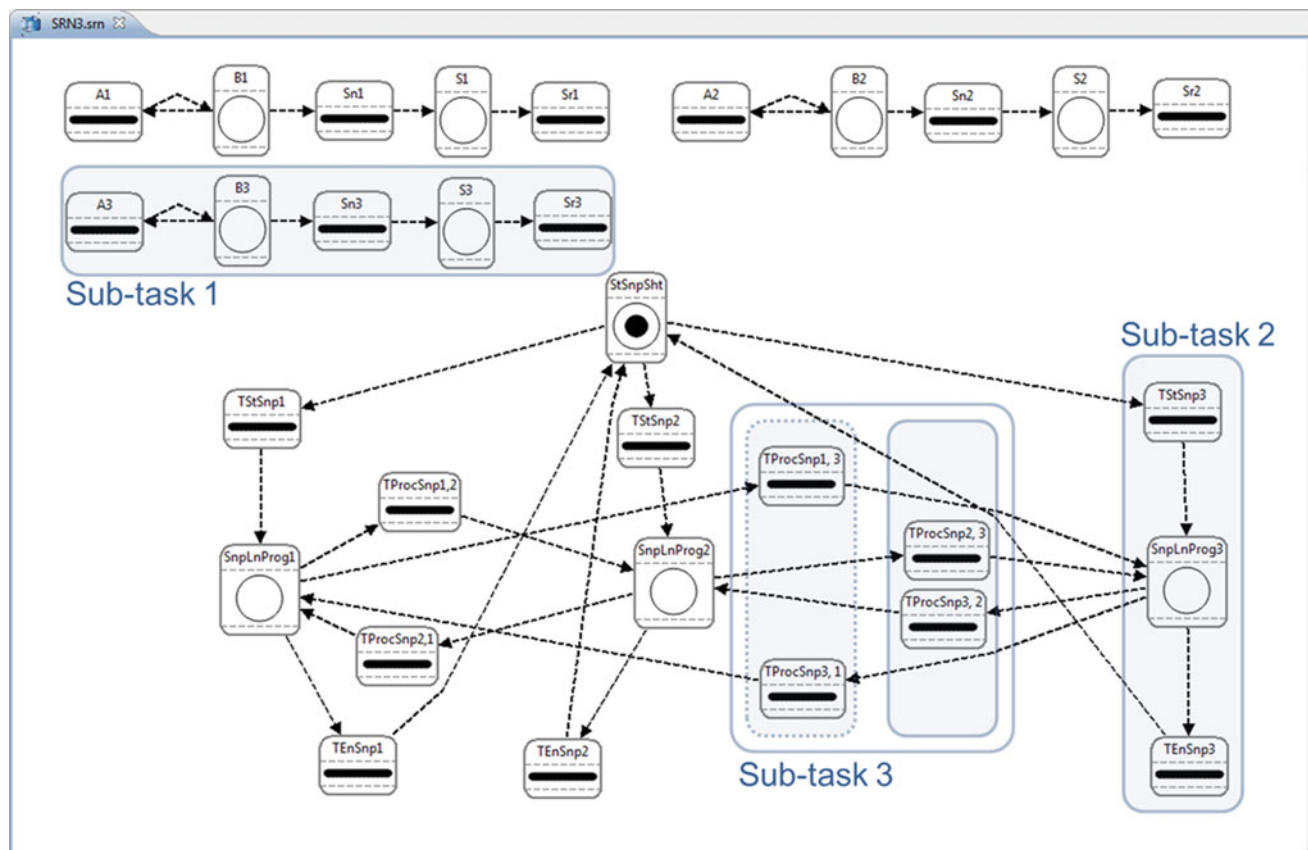 SRN3.srn
A1 B1 Sn1 S1 Sr1
A2 B2 Sn2 S2 Sr2
A3 B3 Sn3 S3 Sr3
Sub-task 1
StSnpSht
Sub-task 2
TStSnp1
TStSnp2
TStSnp3
TProcSnp1,2
TProcSnp1, 3
SnpLnProg1
SnpLnProg2
TProcSnp2, 3
SnpLnProg3
TProcSnp3, 2
TProcSnp2,1
TProcSnp3, 1
TEnSnp1
TEnSnp2
TEnSnp3
Sub-task 3